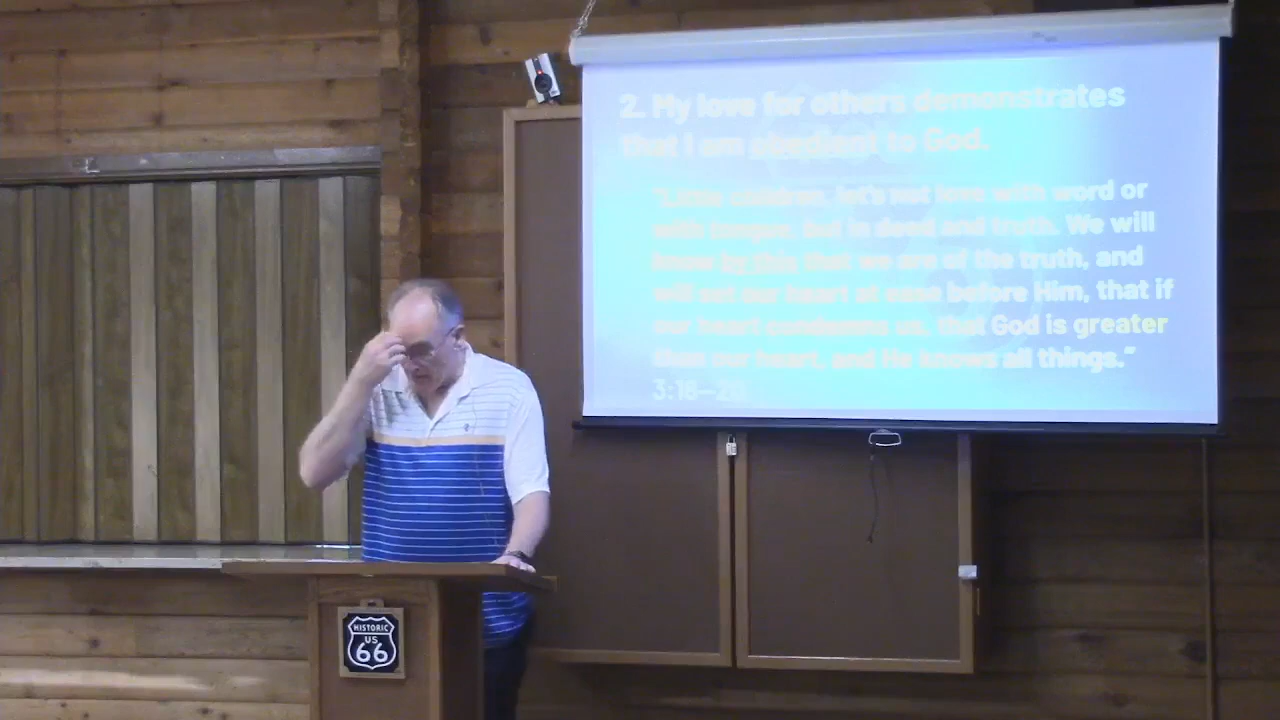 2. My love for others demonstrates
that I am obedient to God.
"Little children, let's not love with word or
with tongue, but in deed and truth. We will
know by this that we are of the truth, and
will set our heart at ease before Him, that if
our heart condemns us, that God is greater
than our heart, and He knows all things."
3:18–20
HISTORIC
US
66